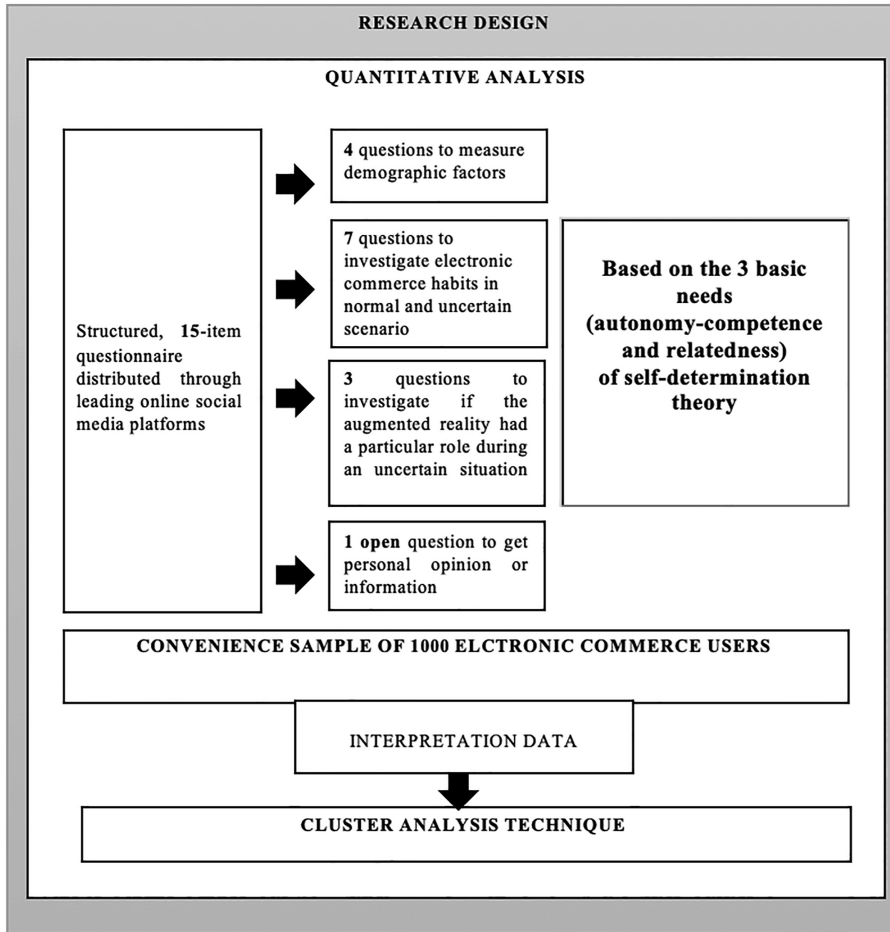 RESEARCH DESIGN
QUANTITATIVE ANALYSIS
Structured, 15-item
questionnaire
distributed through
leading online social
media platforms
4 questions to measure
demographic factors
7 questions to
investigate electronic
commerce habits in
normal and uncertain
scenario
3 questions to
investigate if the
augmented reality had
a particular role during
an uncertain situation
1 open question to get
personal opinion or
information
Based on the 3 basic
needs
(autonomy-competence
and relatedness)
of self-determination
theory
CONVENIENCE SAMPLE OF 1000 ELCTRONIC COMMERCE USERS
INTERPRETATION DATA
CLUSTER ANALYSIS TECHNIQUE